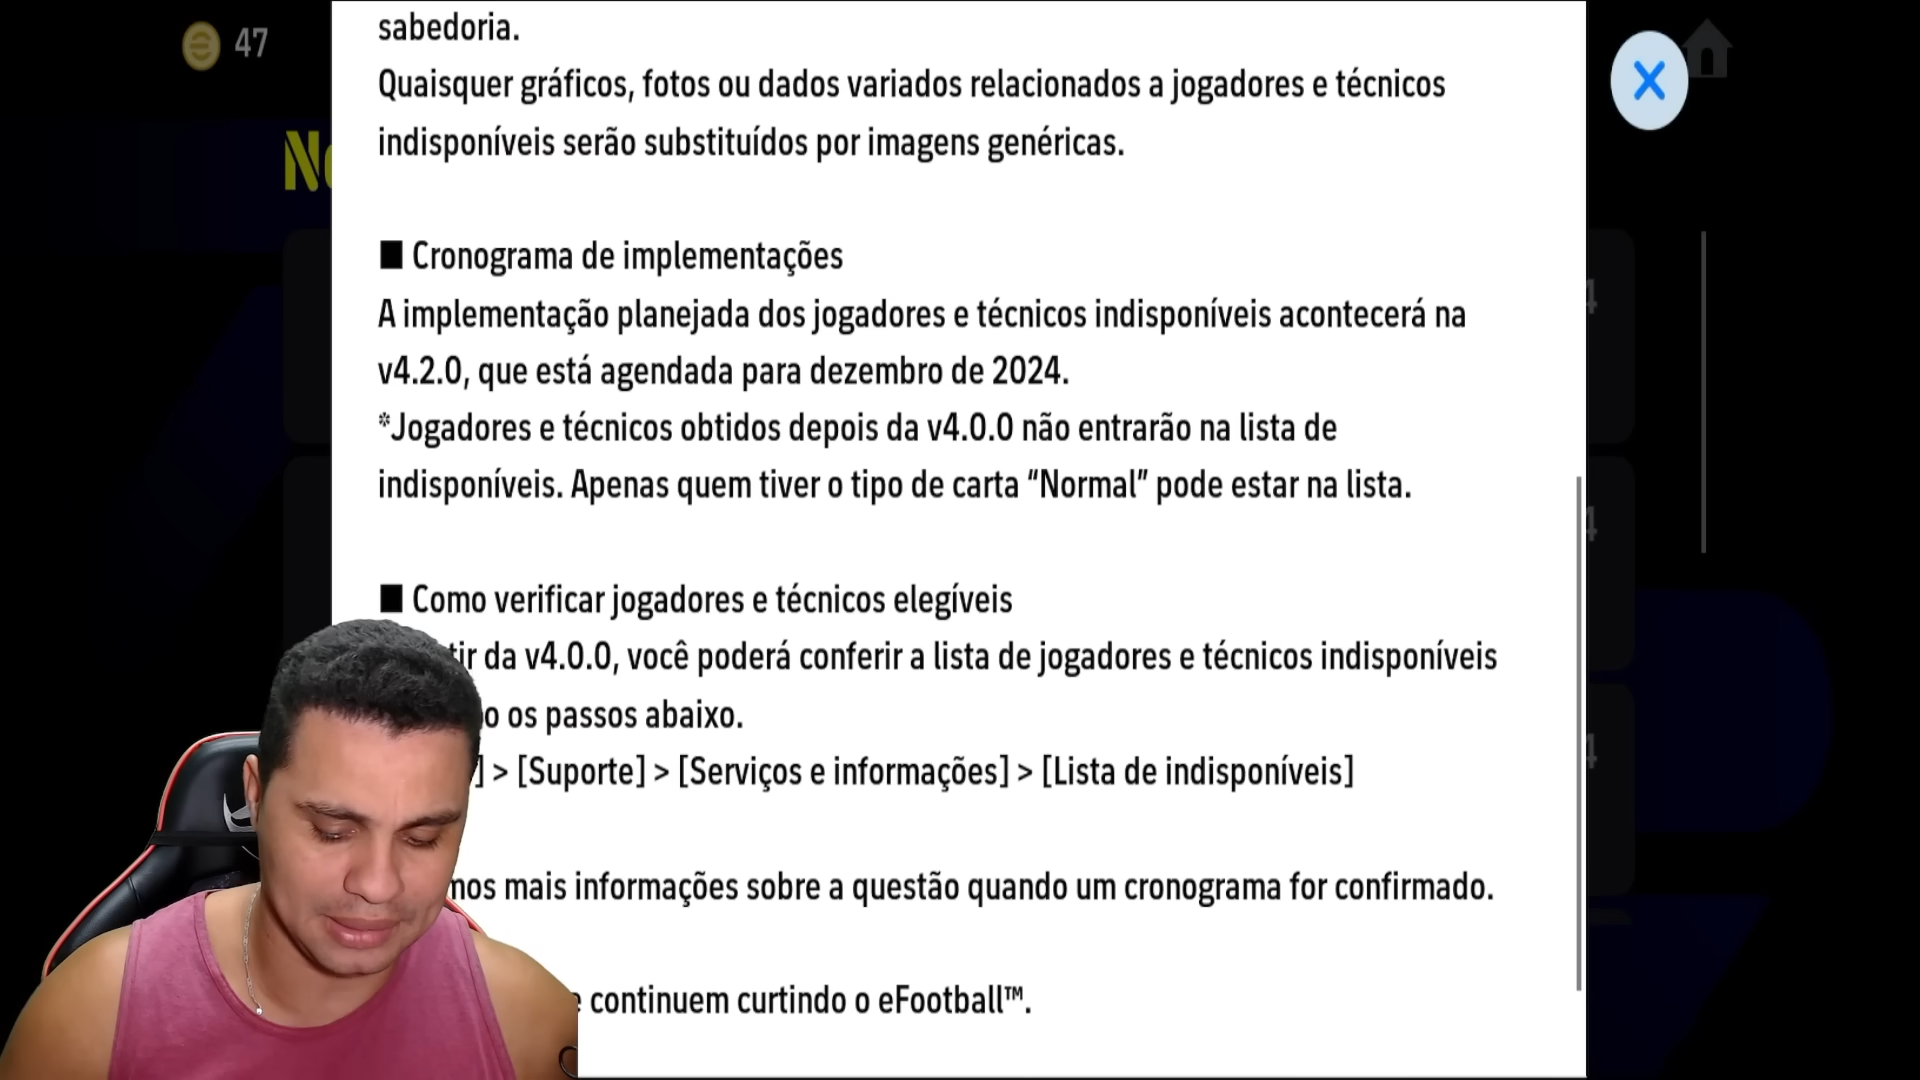 47
sabedoria.
Quaisquer gráficos, fotos ou dados variados relacionados a jogadores e técnicos
indisponíveis serão substituídos por imagens genéricas.
■ Cronograma de implementações
A implementação planejada dos jogadores e técnicos indisponíveis acontecerá na
v4.2.0, que está agendada para dezembro de 2024.
*Jogadores e técnicos obtidos depois da v4.0.0 não entrarão na lista de
indisponíveis. Apenas quem tiver o tipo de carta “Normal” pode estar na lista.
■ Como verificar jogadores e técnicos elegíveis
da v4.0.0, você poderá conferir a lista de jogadores e técnicos indisponíveis
os passos abaixo.
] > [Suporte] > [Serviços e informações] > [Lista de indisponíveis]
mais informações sobre a questão quando um cronograma for confirmado.
continuem curtindo o eFootball™.